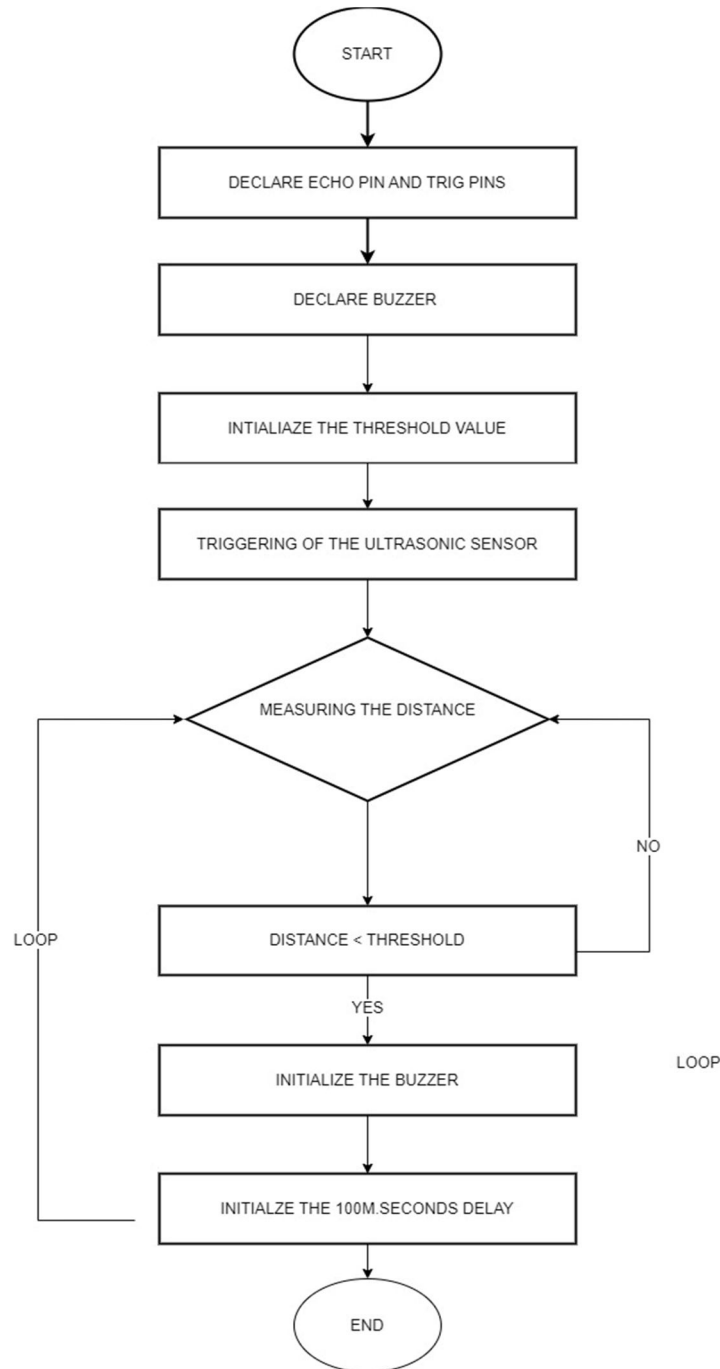 START
DECLARE ECHO PIN AND TRIG PINS
DECLARE BUZZER
INTIALIAZE THE THRESHOLD VALUE
TRIGGERING OF THE ULTRASONIC SENSOR
MEASURING THE DISTANCE
NO
LOOP
DISTANCE < THRESHOLD
YES
LOOP
INITIALIZE THE BUZZER
INITIALZE THE 100M.SECONDS DELAY
END